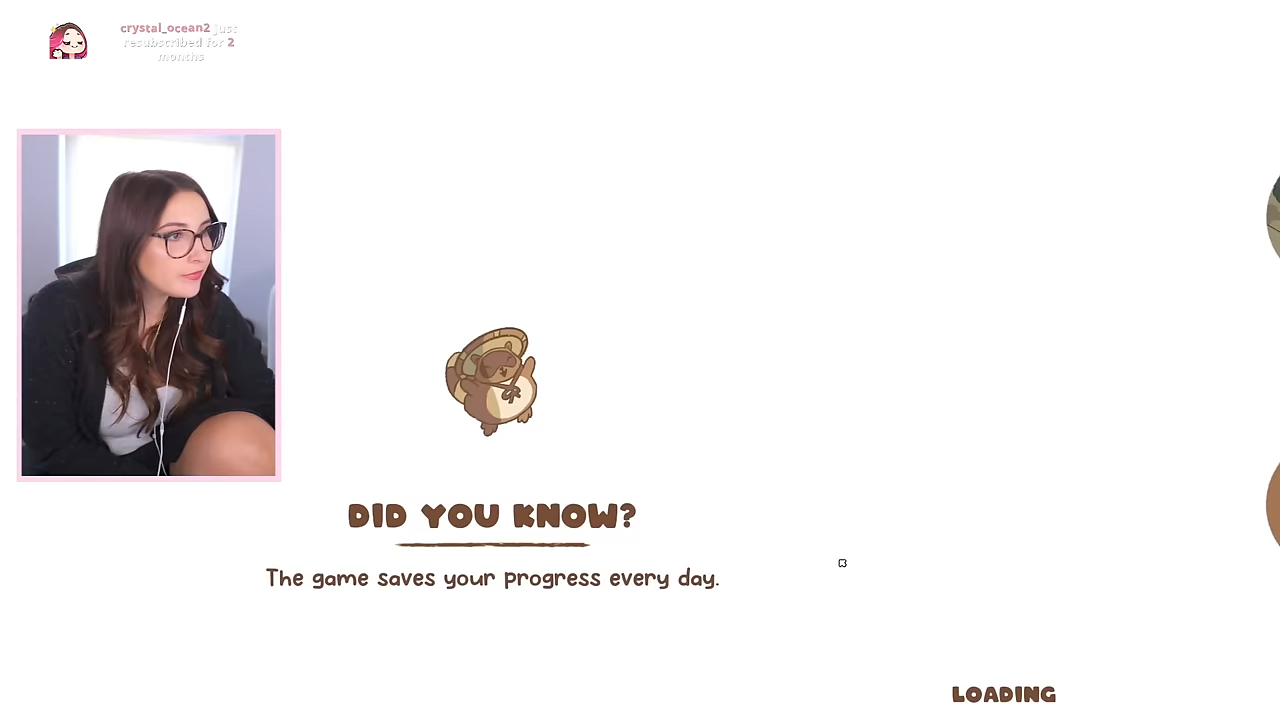 crystal_ocean2 just
resubscribed for 2
months
DID YOU KNOW?
The game saves your progress every day.
LOADING